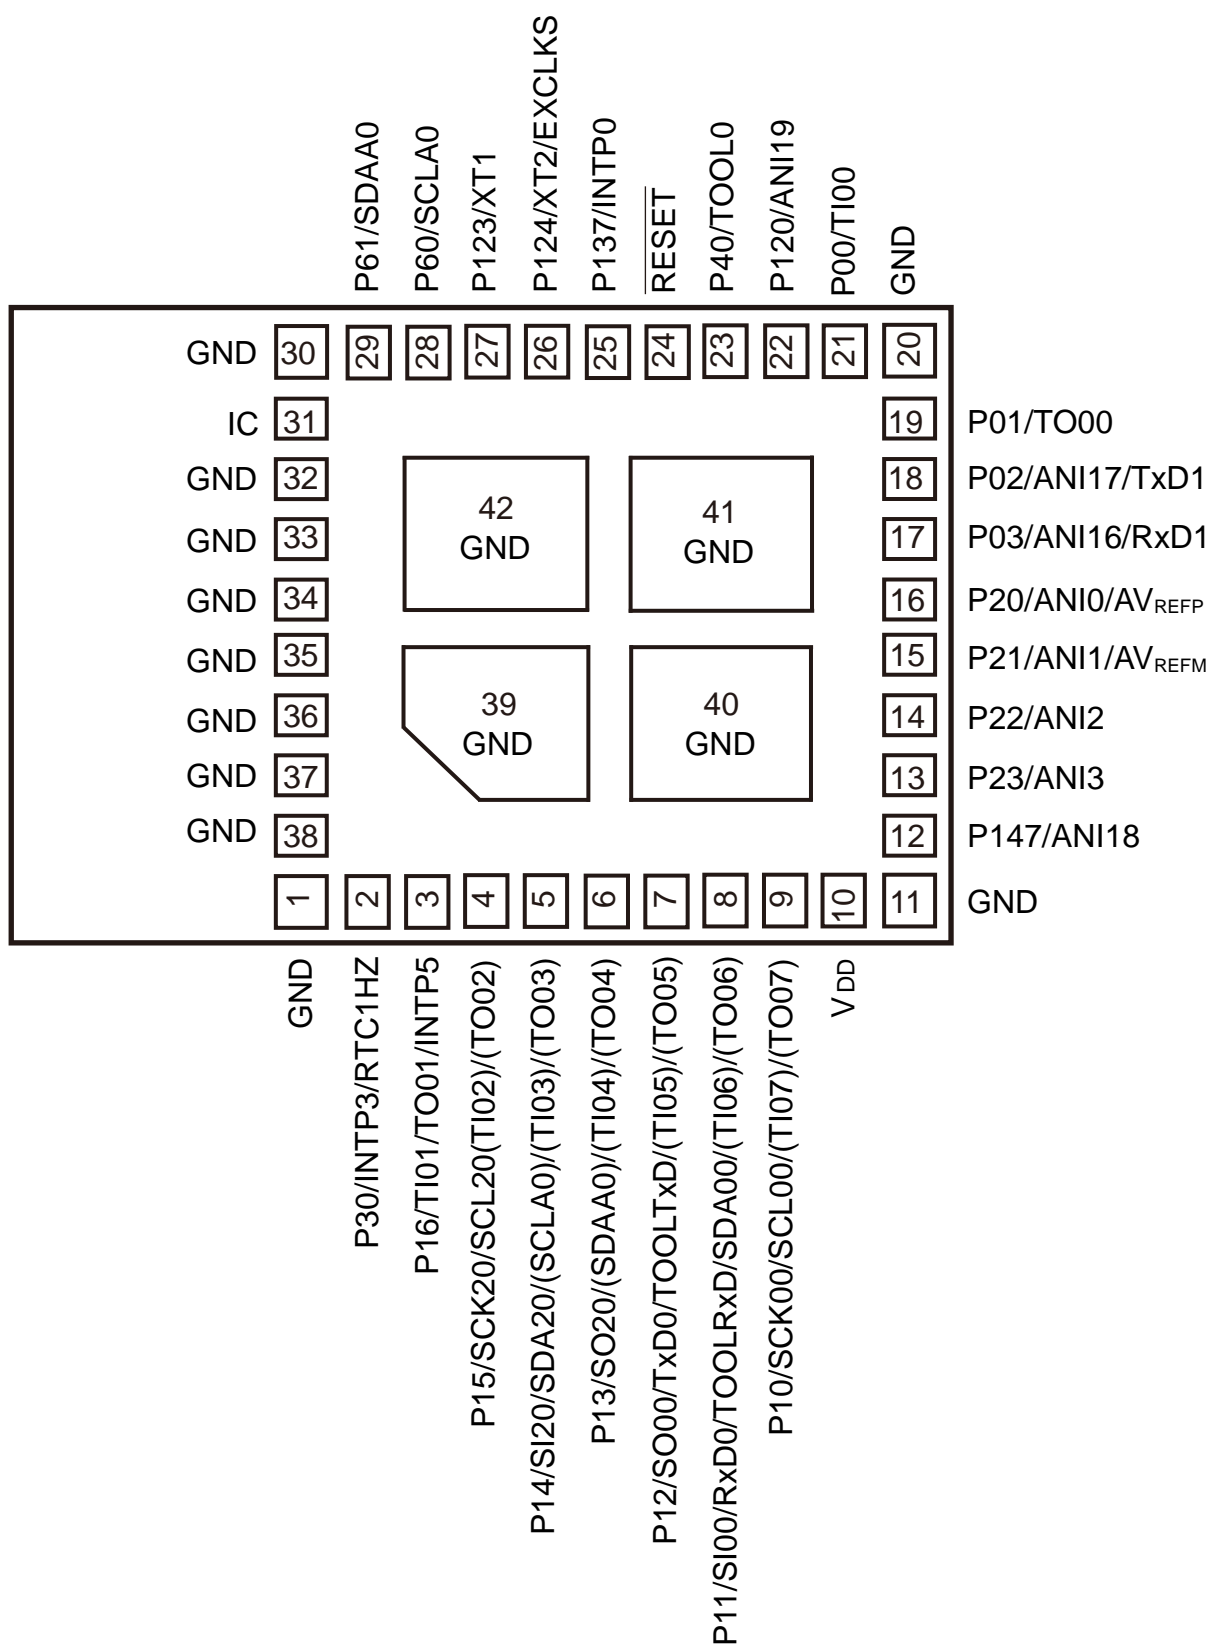 P61/SDAA0
P60/SCLA0
P123/XT1
P124/XT2/EXCLKS
P137/INTP0
RESET
P40/TOOL0
P120/ANI19
P00/TI00
GND
GND 30 29 28 27 26 25 24 23 22 21 20
IC 31
19 P01/TO00
GND 32
18 P02/ANI17/TxD1
GND 33
17 P03/ANI16/RxD1
GND 34
16 P20/ANI0/AVREFP
GND 35
15 P21/ANI1/AVREFM
GND 36
14 P22/ANI2
GND 37
13 P23/ANI3
GND 38
12 P147/ANI18
42
GND
41
GND
39
GND
40
GND
1 2 3 4 5 6 7 8 9 10 11 GND
GND
P30/INTP3/RTC1HZ
P16/TI01/TO01/INTP5
P15/SCK20/SCL20(TI02)/(TO02)
P14/SI20/SDA20/(SCLA0)/(TI03)/(TO03)
P13/SO20/(SDAA0)/(TI04)/(TO04)
P12/SO00/TxD0/TOOLTxD/(TI05)/(TO05)
P11/SI00/RxD0/TOOLRxD/SDA00/(TI06)/(TO06)
P10/SCK00/SCL00/(TI07)/(TO07)
VDD